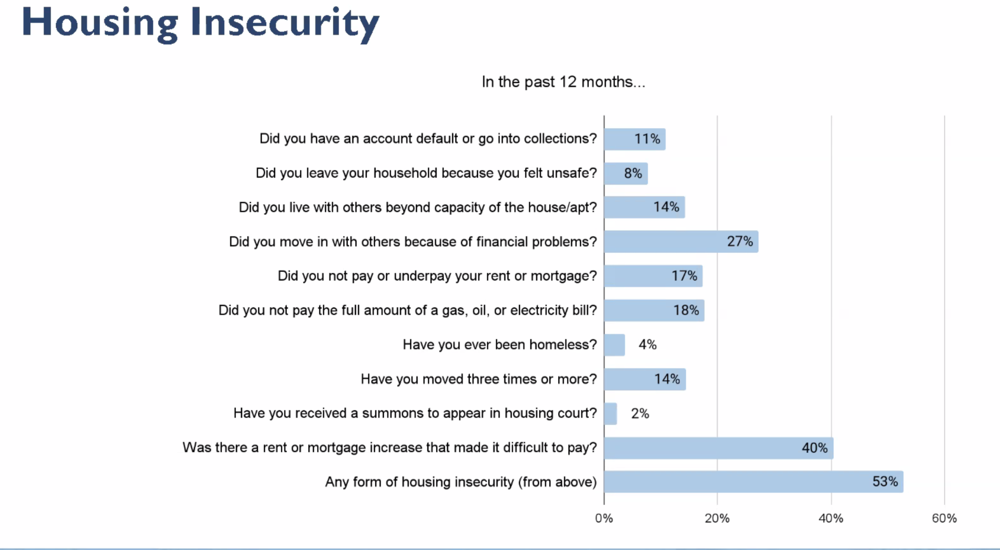 Housing Insecurity
In the past 12 months...
Did you have an account default or go into collections? 11%
Did you leave your household because you felt unsafe? 8%
Did you live with others beyond capacity of the house/apt? 14%
Did you move in with others because of financial problems? 27%
Did you not pay or underpay your rent or mortgage? 17%
Did you not pay the full amount of a gas, oil, or electricity bill? 18%
Have you ever been homeless? 4%
Have you moved three times or more? 14%
Have you received a summons to appear in housing court? 2%
Was there a rent or mortgage increase that made it difficult to pay? 40%
Any form of housing insecurity (from above) 53%
0% 20% 40% 60%